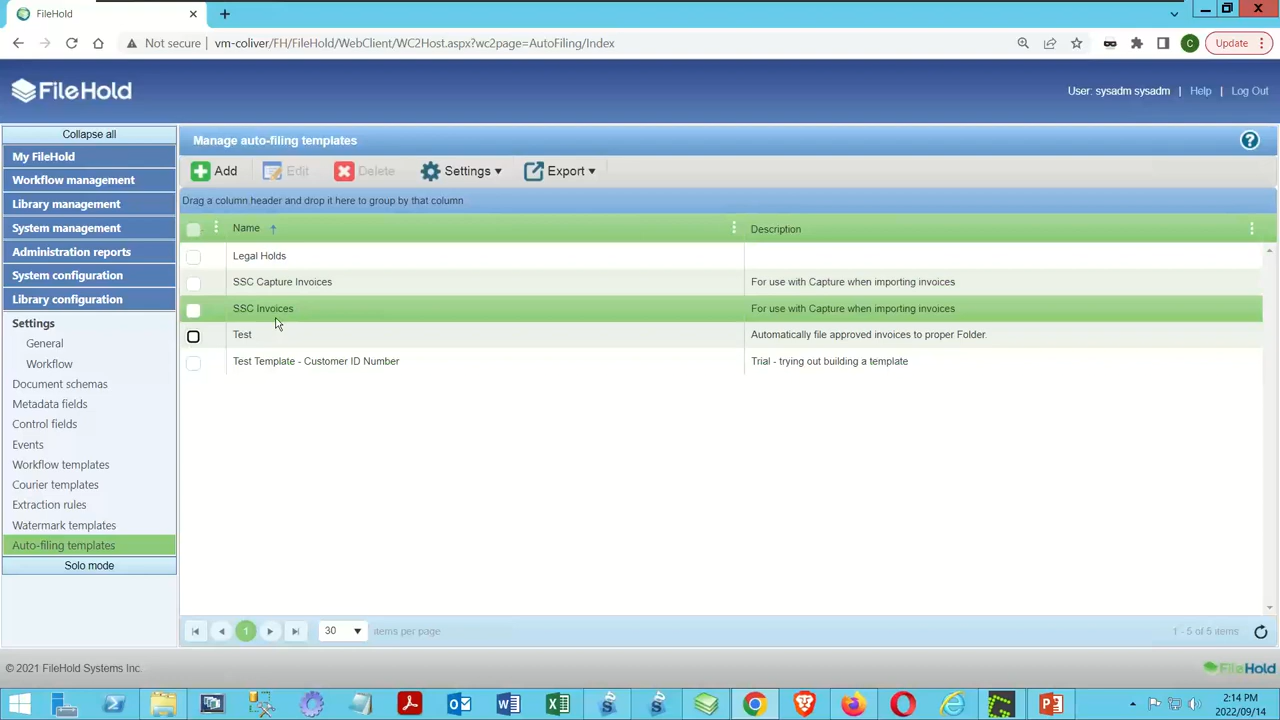 FileHold
Not secure
vm-coliver/FH/FileHold/WebClient/WC2Host.aspx?wc2page=AutoFiling/Index
C
Update
FileHold
User: sysadm sysadm | Help | Log Out
Collapse all
My FileHold
Workflow management
Library management
System management
Administration reports
System configuration
Library configuration
Settings
General
Workflow
Document schemas
Metadata fields
Control fields
Events
Workflow templates
Courier templates
Extraction rules
Watermark templates
Auto-filing templates
Solo mode
Manage auto-filing templates
Add Edit Delete Settings Export
Drag a column header and drop it here to group by that column
Name Description
Legal Holds
SSC Capture Invoices For use with Capture when importing invoices
SSC Invoices For use with Capture when importing invoices
Test Automatically file approved invoices to proper Folder.
Test Template - Customer ID Number Trial - trying out building a template
1 30 items per page 1 - 5 of 5 items
© 2021 FileHold Systems Inc. FileHold
2:14 PM
2022/09/14